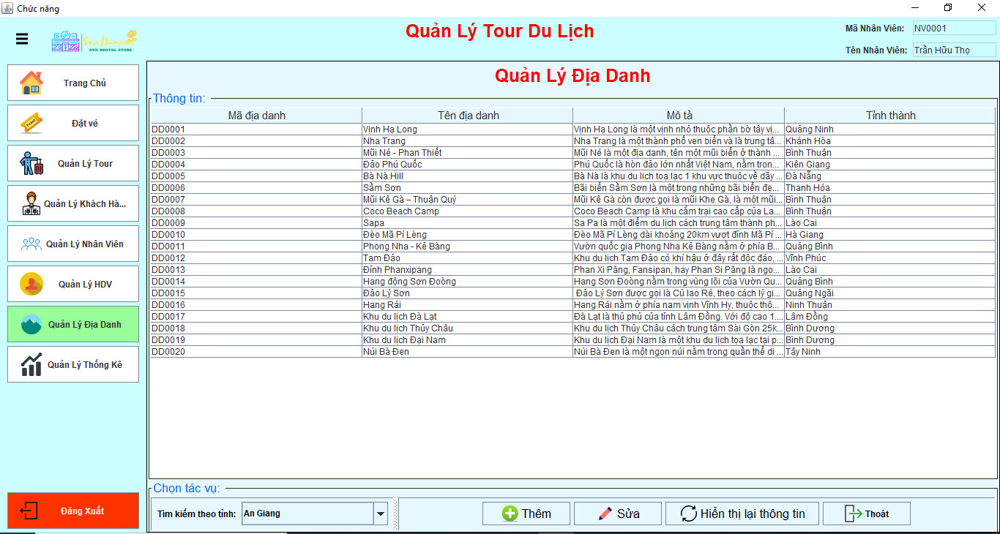 Chức năng
Quản Lý Tour Du Lịch
Mã Nhân Viên: NV0001
Tên Nhân Viên: Trần Hữu Thọ
Sunflower
DVD RENTAL STORE
Trang Chủ
Đặt vé
Ticket
Quản Lý Tour
Quản Lý Khách Hà...
Quản Lý Nhân Viên
Quản Lý HDV
Quản Lý Địa Danh
Quản Lý Thống Kê
Đăng Xuất
Quản Lý Địa Danh
Thông tin:
Mã địa danh Tên địa danh Mô tả Tỉnh thành
DD0001 Vịnh Hạ Long Vịnh Hạ Long là một vịnh nhỏ thuộc phần bờ tây vị... Quảng Ninh
DD0002 Nha Trang Nha Trang là một thành phố ven biển và là trung tâ... Khánh Hòa
DD0003 Mũi Né - Phan Thiết Mũi Né là một địa danh, tên một mũi biển ở thành ... Bình Thuận
DD0004 Đảo Phú Quốc Phú Quốc là hòn đảo lớn nhất Việt Nam, nằm tron... Kiên Giang
DD0005 Bà Nà Hill Bà Nà là khu du lich toạ lạc 1 khu vực thuộc về dãy ... Đà Nẵng
DD0006 Sầm Sơn Bãi biển Sầm Sơn là một trong những bãi biển đẹ... Thanh Hóa
DD0007 Mũi Kê Gà – Thuận Quý Mũi Kê Gà còn được gọi là mũi Khe Gà, là một mũi... Bình Thuận
DD0008 Coco Beach Camp Coco Beach Camp là khu cắm trại cao cấp của La... Bình Thuận
DD0009 Sapa Sa Pa là một điểm du lịch cách trung tâm thành ph... Lào Cai
DD0010 Đèo Mã Pí Lèng Đèo Mã Pí Lèng dài khoảng 20km vượt đỉnh Mã Pí ... Hà Giang
DD0011 Phong Nha - Kẻ Bàng Vườn quốc gia Phong Nha Kẻ Bàng nằm ở phía B... Quảng Bình
DD0012 Tam Đảo Khu du lịch Tam Đảo có khí hậu ở đây rất độc đáo, ... Vĩnh Phúc
DD0013 Đỉnh Phanxipang Phan Xi Păng, Fansipan, hay Phan Si Păng là ngọ... Lào Cai
DD0014 Hang động Sơn Đoòng Hang Sơn Đoòng nằm trong vùng lõi của Vườn Qu... Quảng Bình
DD0015 Đảo Lý Sơn Đảo Lý Sơn được gọi là Cù lao Ré, theo cách lý gi... Quảng Ngãi
DD0016 Hang Rái Hang Rái nằm ở phía nam vịnh Vĩnh Hy, thuộc thô... Ninh Thuận
DD0017 Khu du lịch Đà Lạt Đà Lạt là thủ phủ của tỉnh Lâm Đồng. Với độ cao 1.... Lâm Đồng
DD0018 Khu du lịch Thủy Châu Khu du lịch Thủy Châu cách trung tâm Sài Gòn 25k... Bình Dương
DD0019 Khu du lịch Đại Nam Khu du lịch Đại Nam là một khu du lịch tọa lạc tại p... Bình Dương
DD0020 Núi Bà Đen Núi Bà Đen là một ngọn núi nằm trong quần thể di ... Tây Ninh
Chọn tác vụ:
Tìm kiếm theo tỉnh: An Giang
Thêm
Sửa
Hiển thị lại thông tin
Thoát